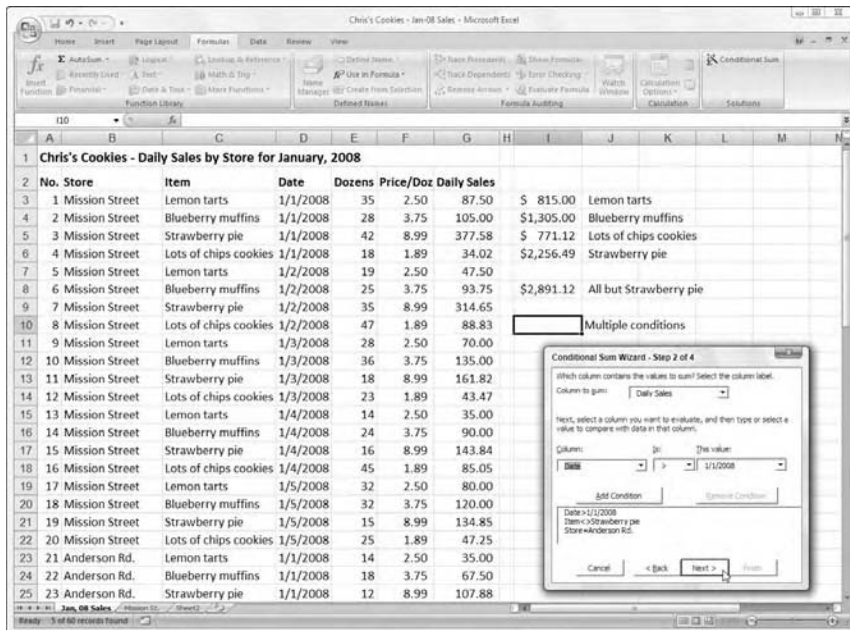 Chris's Cookies - Jan-08 Sales - Microsoft Excel
Home Insert Page Layout Formulas Data Review View
Insert Function
Σ AutoSum
Recently Used
Financial
Logical
Text
Date & Time
Lookup & Reference
Math & Trig
More Functions
Function Library
Name Manager
Define Name
Use in Formula
Create from Selection
Defined Names
Trace Precedents
Trace Dependents
Remove Arrows
Show Formulas
Error Checking
Evaluate Formula
Watch Window
Formula Auditing
Calculation Options
Calculation
Conditional Sum
Solutions
I10 fx
A B C D E F G H I J K L M N
1 Chris's Cookies - Daily Sales by Store for January, 2008
2 No. Store Item Date Dozens Price/Doz Daily Sales
3 1 Mission Street Lemon tarts 1/1/2008 35 2.50 87.50 $ 815.00 Lemon tarts
4 2 Mission Street Blueberry muffins 1/1/2008 28 3.75 105.00 $1,305.00 Blueberry muffins
5 3 Mission Street Strawberry pie 1/1/2008 42 8.99 377.58 $ 771.12 Lots of chips cookies
6 4 Mission Street Lots of chips cookies 1/1/2008 18 1.89 34.02 $2,256.49 Strawberry pie
7 5 Mission Street Lemon tarts 1/2/2008 19 2.50 47.50
8 6 Mission Street Blueberry muffins 1/2/2008 25 3.75 93.75 $2,891.12 All but Strawberry pie
9 7 Mission Street Strawberry pie 1/2/2008 35 8.99 314.65
10 8 Mission Street Lots of chips cookies 1/2/2008 47 1.89 88.83 Multiple conditions
11 9 Mission Street Lemon tarts 1/3/2008 28 2.50 70.00
12 10 Mission Street Blueberry muffins 1/3/2008 36 3.75 135.00
13 11 Mission Street Strawberry pie 1/3/2008 18 8.99 161.82
14 12 Mission Street Lots of chips cookies 1/3/2008 23 1.89 43.47
15 13 Mission Street Lemon tarts 1/4/2008 14 2.50 35.00
16 14 Mission Street Blueberry muffins 1/4/2008 24 3.75 90.00
17 15 Mission Street Strawberry pie 1/4/2008 16 8.99 143.84
18 16 Mission Street Lots of chips cookies 1/4/2008 45 1.89 85.05
19 17 Mission Street Lemon tarts 1/5/2008 32 2.50 80.00
20 18 Mission Street Blueberry muffins 1/5/2008 32 3.75 120.00
21 19 Mission Street Strawberry pie 1/5/2008 15 8.99 134.85
22 20 Mission Street Lots of chips cookies 1/5/2008 25 1.89 47.25
23 21 Anderson Rd. Lemon tarts 1/1/2008 14 2.50 35.00
24 22 Anderson Rd. Blueberry muffins 1/1/2008 18 3.75 67.50
25 23 Anderson Rd. Strawberry pie 1/1/2008 12 8.99 107.88
Conditional Sum Wizard - Step 2 of 4
Which column contains the values to sum? Select the column label.
Column to sum: Daily Sales
Next, select a column you want to evaluate, and then type or select a
value to compare with data in that column.
Column: Is: This value:
Date > 1/1/2008
Add Condition Remove Condition
Date>1/1/2008
Item<>Strawberry pie
Store=Anderson Rd.
Cancel < Back Next > Finish
Jan, 08 Sales Mission St. Sheet2
Ready 5 of 60 records found